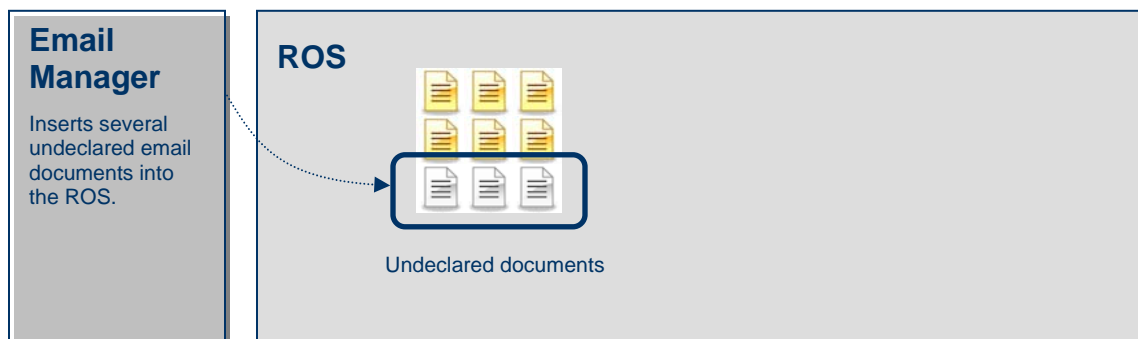 Email
Manager
Inserts several
undeclared email
documents into
the ROS.
ROS
Undeclared documents